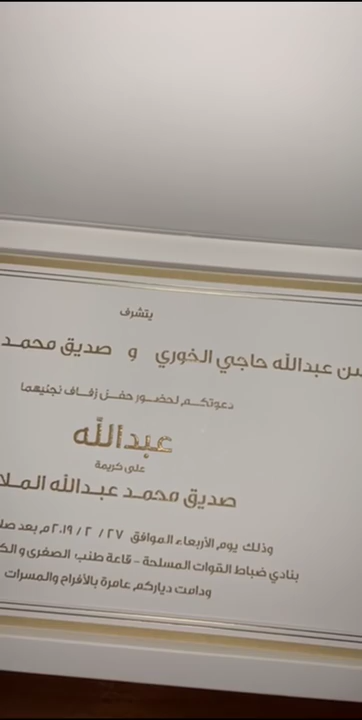 يتشرف
عبدالله حاجي الخوري و صديق محمد
دعوتكم لحضور حفل زفاف نجليهما
عبدالله
على كريمة
صديق محمد عبدالله
وذلك يوم الأربعاء الموافق ٢٧ / ٢ / ٢٠١٩م بعد
بنادي ضباط القوات المسلحة - قاعة طنب الصغرى و
ودامت دياركم عامرة بالأفراح والمسرات